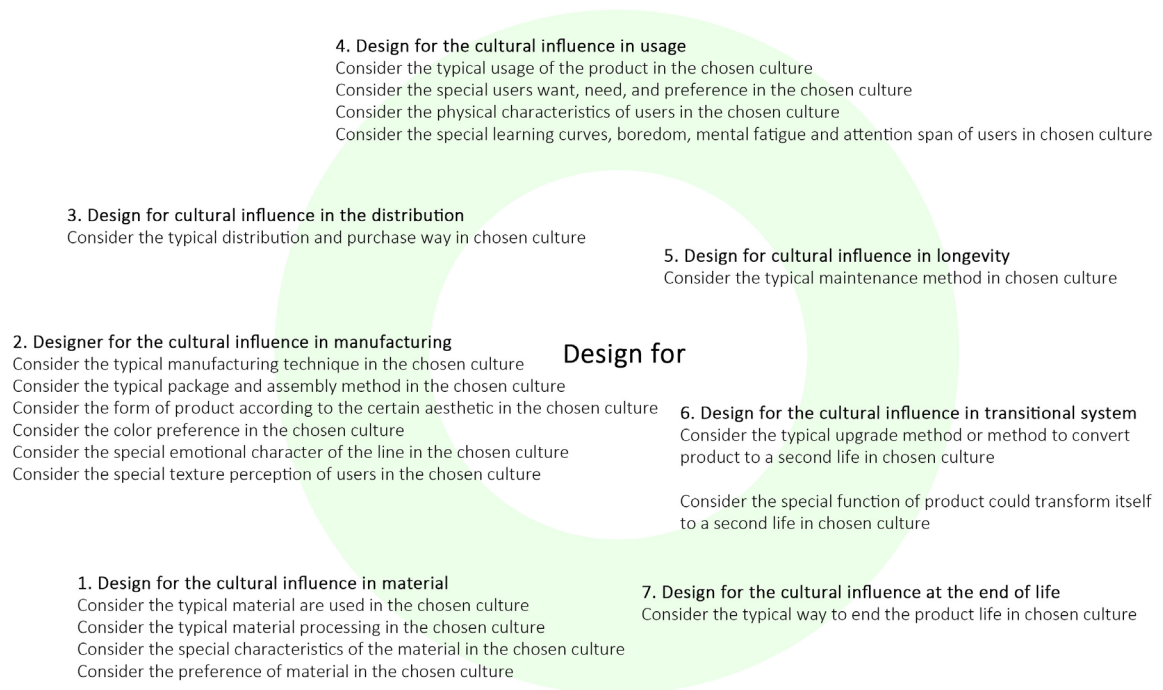 4. Design for the cultural influence in usage
Consider the typical usage of the product in the chosen culture
Consider the special users want, need, and preference in the chosen culture
Consider the physical characteristics of users in the chosen culture
Consider the special learning curves, boredom, mental fatigue and attention span of users in chosen culture
3. Design for cultural influence in the distribution
Consider the typical distribution and purchase way in chosen culture
5. Design for cultural influence in longevity
Consider the typical maintenance method in chosen culture
2. Designer for the cultural influence in manufacturing
Consider the typical manufacturing technique in the chosen culture
Consider the typical package and assembly method in the chosen culture
Consider the form of product according to the certain aesthetic in the chosen culture
Consider the color preference in the chosen culture
Consider the special emotional character of the line in the chosen culture
Consider the special texture perception of users in the chosen culture
Design for
6. Design for the cultural influence in transitional system
Consider the typical upgrade method or method to convert
product to a second life in chosen culture
Consider the special function of product could transform itself
to a second life in chosen culture
1. Design for the cultural influence in material
Consider the typical material are used in the chosen culture
Consider the typical material processing in the chosen culture
Consider the special characteristics of the material in the chosen culture
Consider the preference of material in the chosen culture
7. Design for the cultural influence at the end of life
Consider the typical way to end the product life in chosen culture